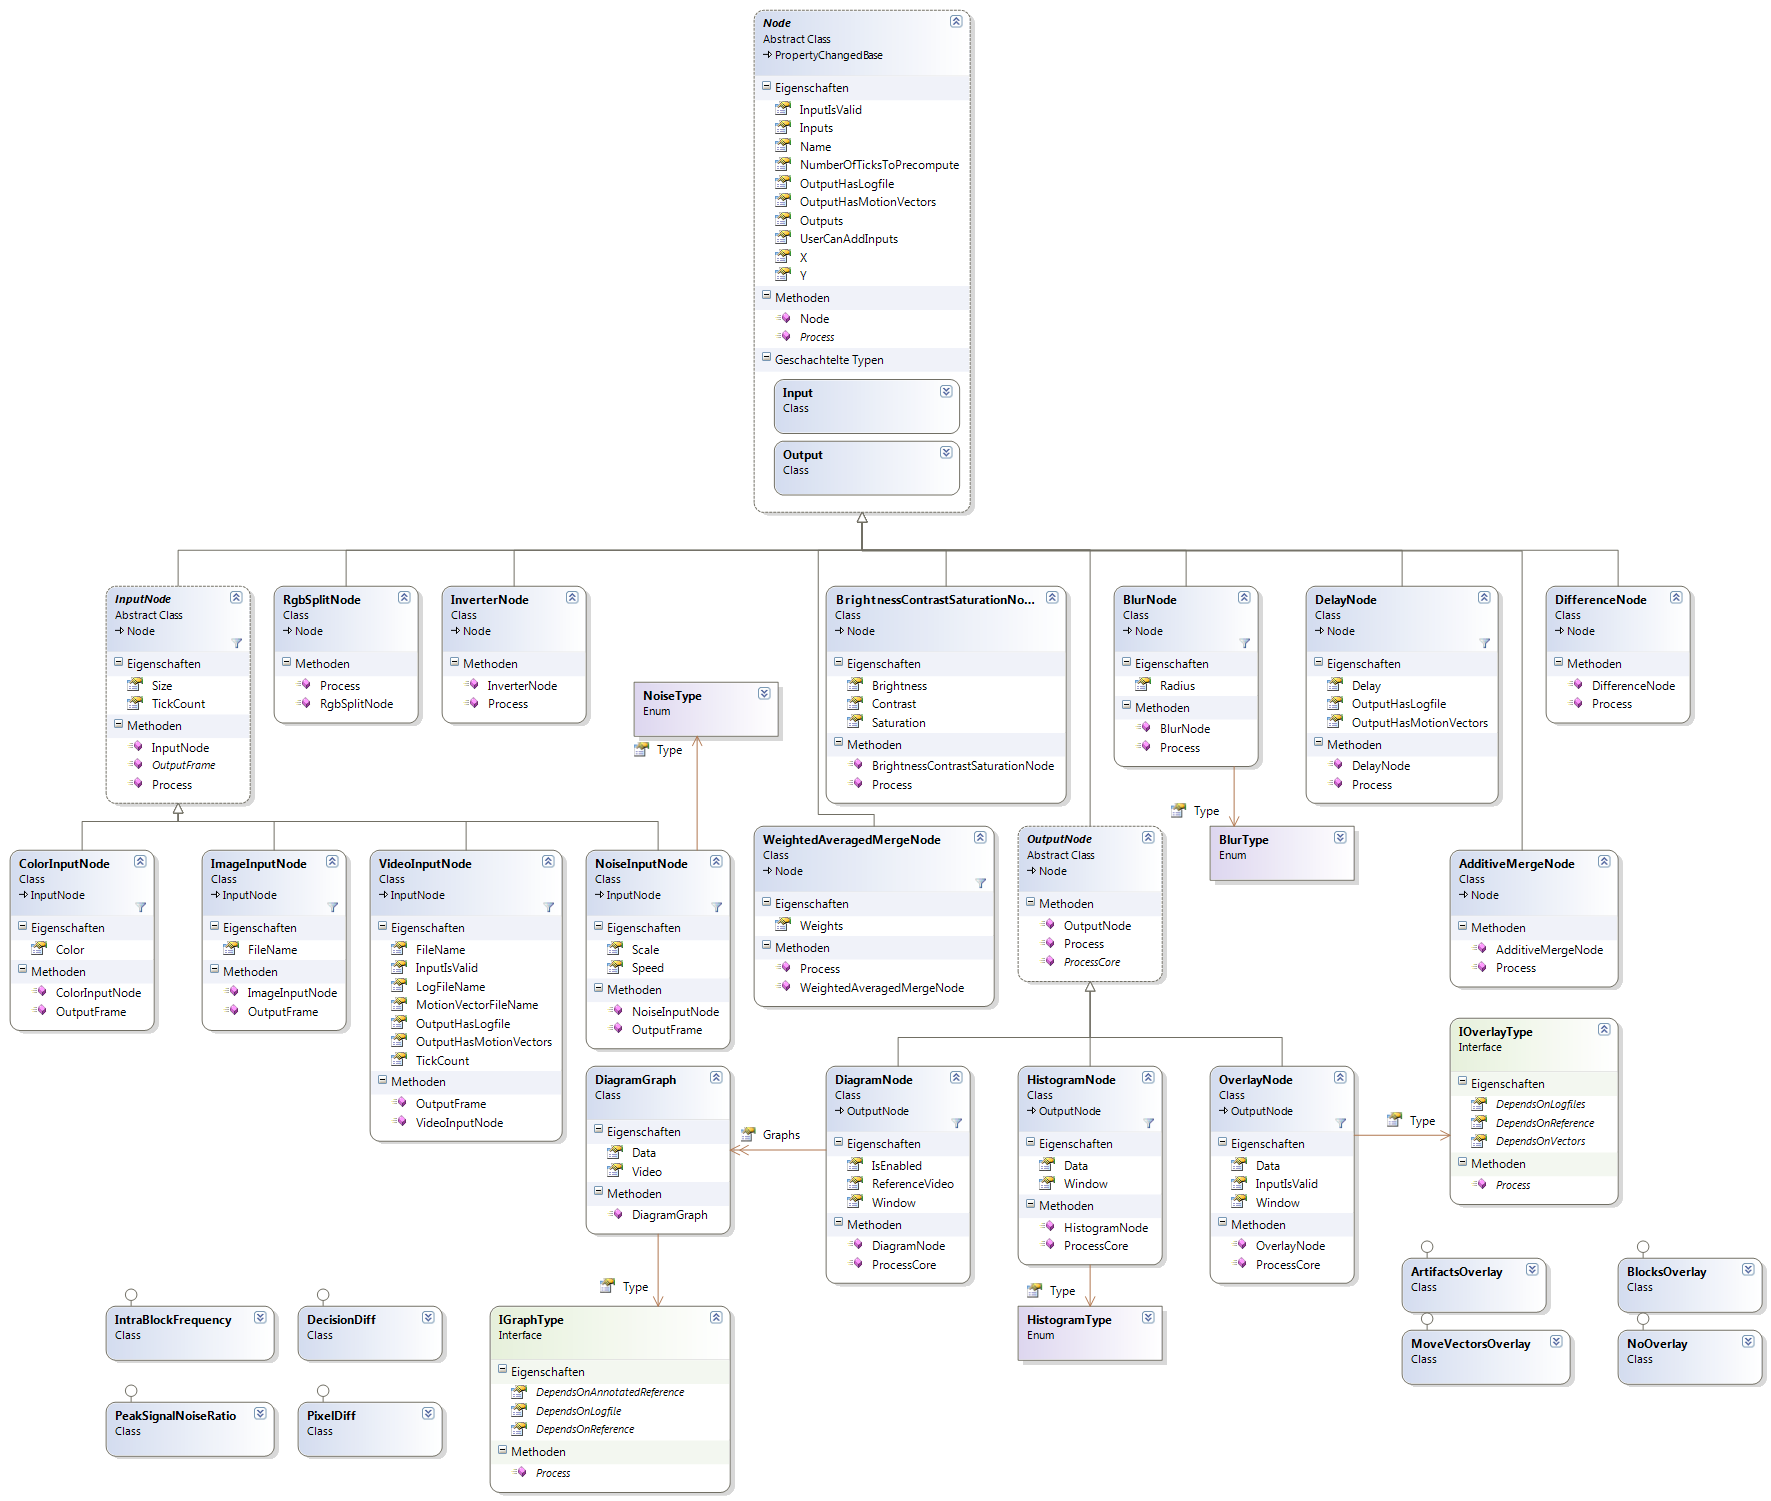 Node
Abstract Class
PropertyChangedBase
Eigenschaften
InputIsValid
Inputs
Name
NumberOfTicksToPrecompute
OutputHasLogfile
OutputHasMotionVectors
Outputs
UserCanAddInputs
X
Y
Methoden
Node
Process
Geschachtelte Typen
Input
Class
Output
Class
InputNode
Abstract Class
Node
Eigenschaften
Size
TickCount
Methoden
InputNode
OutputFrame
Process
RgbSplitNode
Class
Node
Methoden
Process
RgbSplitNode
InverterNode
Class
Node
Methoden
InverterNode
Process
NoiseType
Enum
Type
BrightnessContrastSaturationNo...
Class
Node
Eigenschaften
Brightness
Contrast
Saturation
Methoden
BrightnessContrastSaturationNode
Process
BlurNode
Class
Node
Eigenschaften
Radius
Methoden
BlurNode
Process
Type
BlurType
Enum
DelayNode
Class
Node
Eigenschaften
Delay
OutputHasLogfile
OutputHasMotionVectors
Methoden
DelayNode
Process
DifferenceNode
Class
Node
Methoden
DifferenceNode
Process
ColorInputNode
Class
InputNode
Eigenschaften
Color
Methoden
ColorInputNode
OutputFrame
ImageInputNode
Class
InputNode
Eigenschaften
FileName
Methoden
ImageInputNode
OutputFrame
VideoInputNode
Class
InputNode
Eigenschaften
FileName
InputIsValid
LogFileName
MotionVectorFileName
OutputHasLogfile
OutputHasMotionVectors
TickCount
Methoden
OutputFrame
VideoInputNode
NoiseInputNode
Class
InputNode
Eigenschaften
Scale
Speed
Methoden
NoiseInputNode
OutputFrame
WeightedAveragedMergeNode
Class
Node
Eigenschaften
Weights
Methoden
Process
WeightedAveragedMergeNode
OutputNode
Abstract Class
Node
Methoden
OutputNode
Process
ProcessCore
AdditiveMergeNode
Class
Node
Methoden
AdditiveMergeNode
Process
DiagramGraph
Class
Eigenschaften
Data
Video
Methoden
DiagramGraph
Graphs
DiagramNode
Class
OutputNode
Eigenschaften
IsEnabled
ReferenceVideo
Window
Methoden
DiagramNode
ProcessCore
HistogramNode
Class
OutputNode
Eigenschaften
Data
Window
Methoden
HistogramNode
ProcessCore
OverlayNode
Class
OutputNode
Eigenschaften
Data
InputIsValid
Window
Methoden
OverlayNode
ProcessCore
Type
IOverlayType
Interface
Eigenschaften
DependsOnLogfiles
DependsOnReference
DependsOnVectors
Methoden
Process
Type
Type
IntraBlockFrequency
Class
DecisionDiff
Class
PeakSignalNoiseRatio
Class
PixelDiff
Class
IGraphType
Interface
Eigenschaften
DependsOnAnnotatedReference
DependsOnLogfile
DependsOnReference
Methoden
Process
HistogramType
Enum
ArtifactsOverlay
Class
BlocksOverlay
Class
MoveVectorsOverlay
Class
NoOverlay
Class